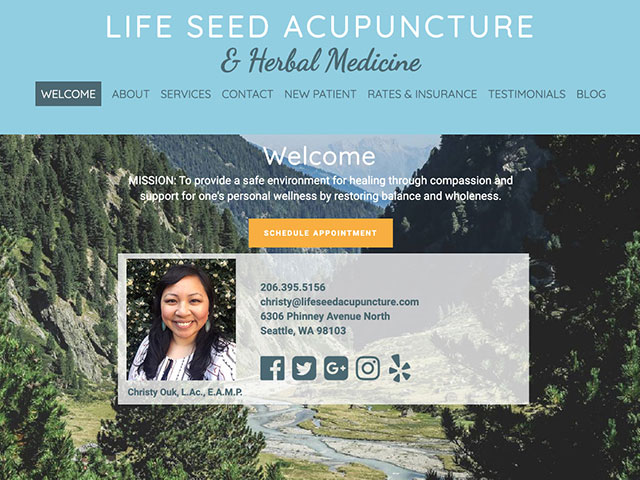 LIFE SEED ACUPUNCTURE
& Herbal Medicine
WELCOME ABOUT SERVICES CONTACT NEW PATIENT RATES & INSURANCE TESTIMONIALS BLOG
Welcome
MISSION: To provide a safe environment for healing through compassion and
support for one's personal wellness by restoring balance and wholeness.
SCHEDULE APPOINTMENT
206.395.5156
christy@lifeseedacupuncture.com
6306 Phinney Avenue North
Seattle, WA 98103
Christy Ouk, L.Ac., E.A.M.P.